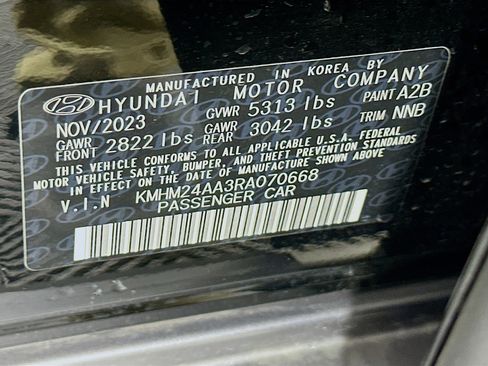 MANUFACTURED IN KOREA BY
HYUNDAI MOTOR COMPANY
NOV/2023 GVWR 5313 lbs PAINT A2B
GAWR FRONT 2822 lbs GAWR REAR 3042 lbs TRIM NNB
THIS VEHICLE CONFORMS TO ALL APPLICABLE U.S.A. FEDERAL
MOTOR VEHICLE SAFETY, BUMPER, AND THEFT PREVENTION STANDARDS
IN EFFECT ON THE DATE OF MANUFACTURE SHOWN ABOVE.
V.I.N KMHM24AA3RA070668
PASSENGER CAR